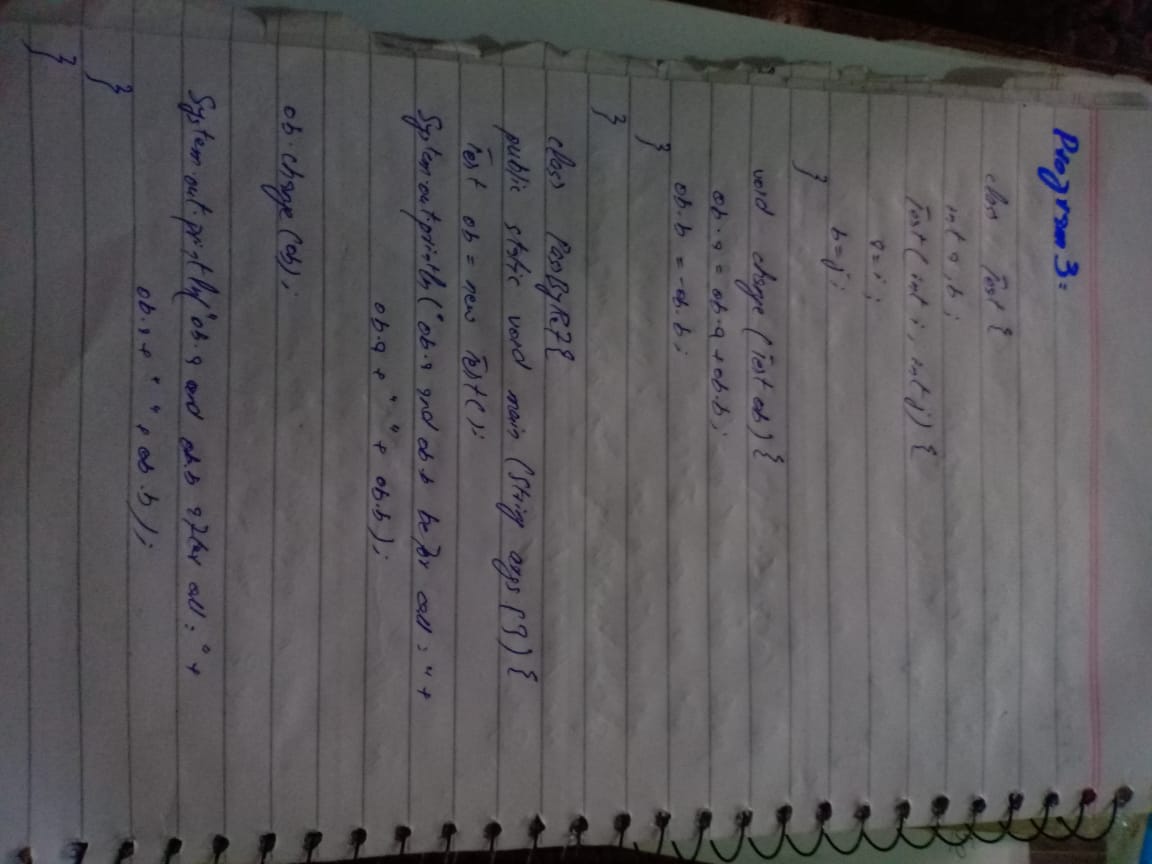 Program 3:
class Test {
int a, b;
Test (int i, int j) {
a = i;
b = j;
}
void change (Test ob) {
ob.a = ob.a + ob.b;
ob.b = -ob.b;
}
}
class PassByRef {
public static void main (String args []) {
Test ob = new Test ();
System.out.println (" ob.a and ob.b before call : " +
ob.a + " " + ob.b);
ob.change (ob);
System.out.println (" ob.a and ob.b after call : " +
ob.a + " " + ob.b);
}
}